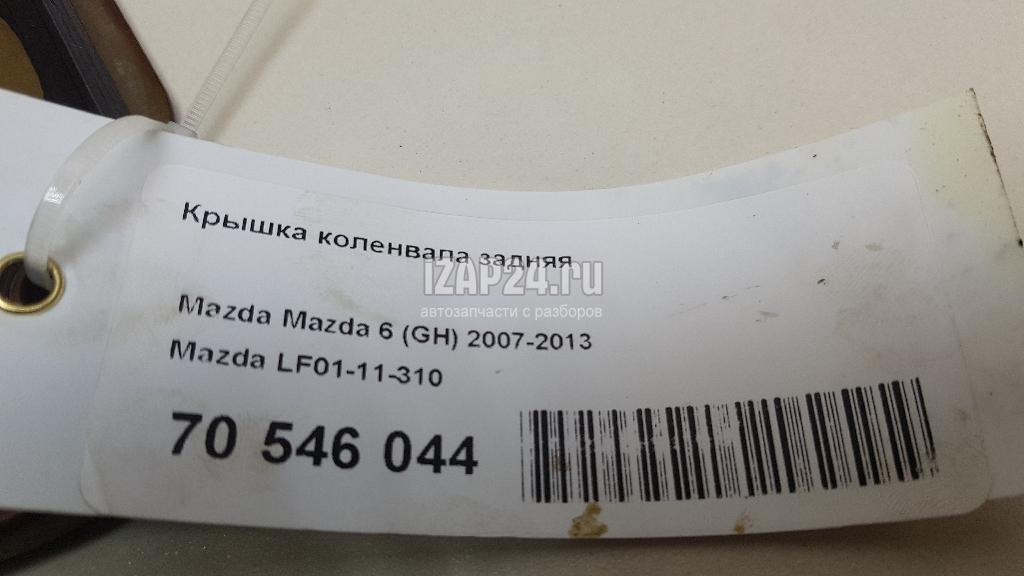 Крышка коленвала задняя
IZAP24.ru
автозапчасти с разборов
Mazda Mazda 6 (GH) 2007-2013
Mazda LF01-11-310
70 546 044